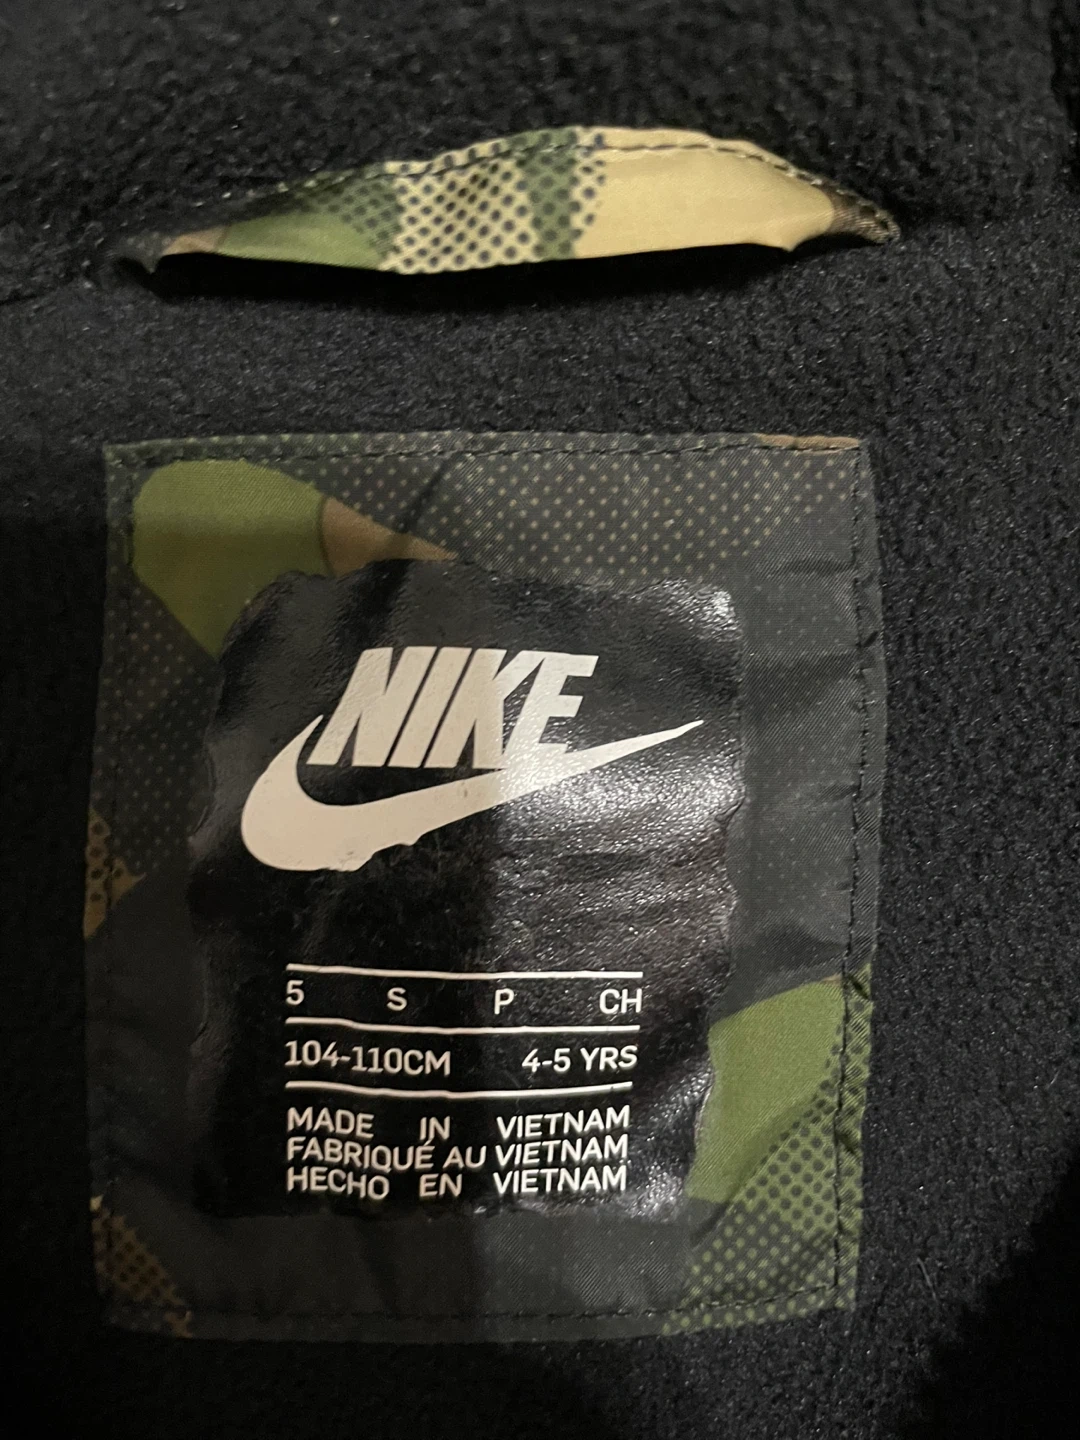 NIKE
5 S P CH
104-110CM 4-5 YRS
MADE IN VIETNAM
FABRIQUÉ AU VIETNAM
HECHO EN VIETNAM